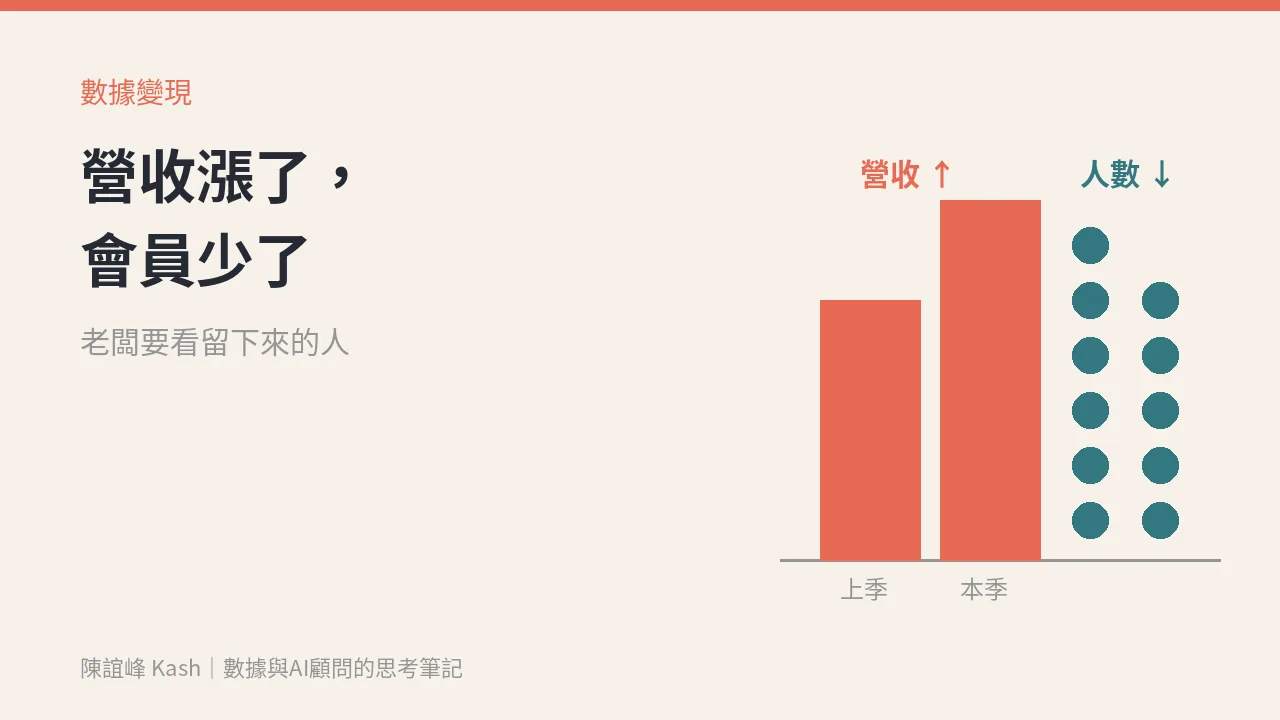 數據變現
營收漲了，
會員少了
老闆要看留下來的人
營收 ↑
人數 ↓
上季
本季
陳誼峰 Kash｜數據與AI顧問的思考筆記